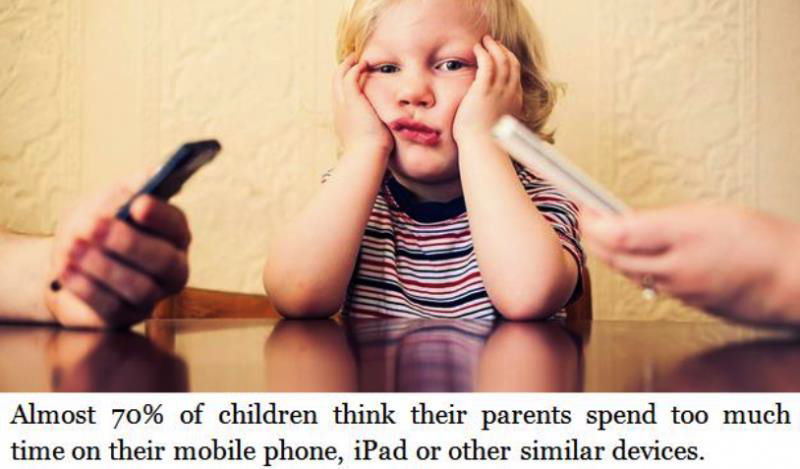 Almost 70% of children think their parents spend too much
time on their mobile phone, iPad or other similar devices.